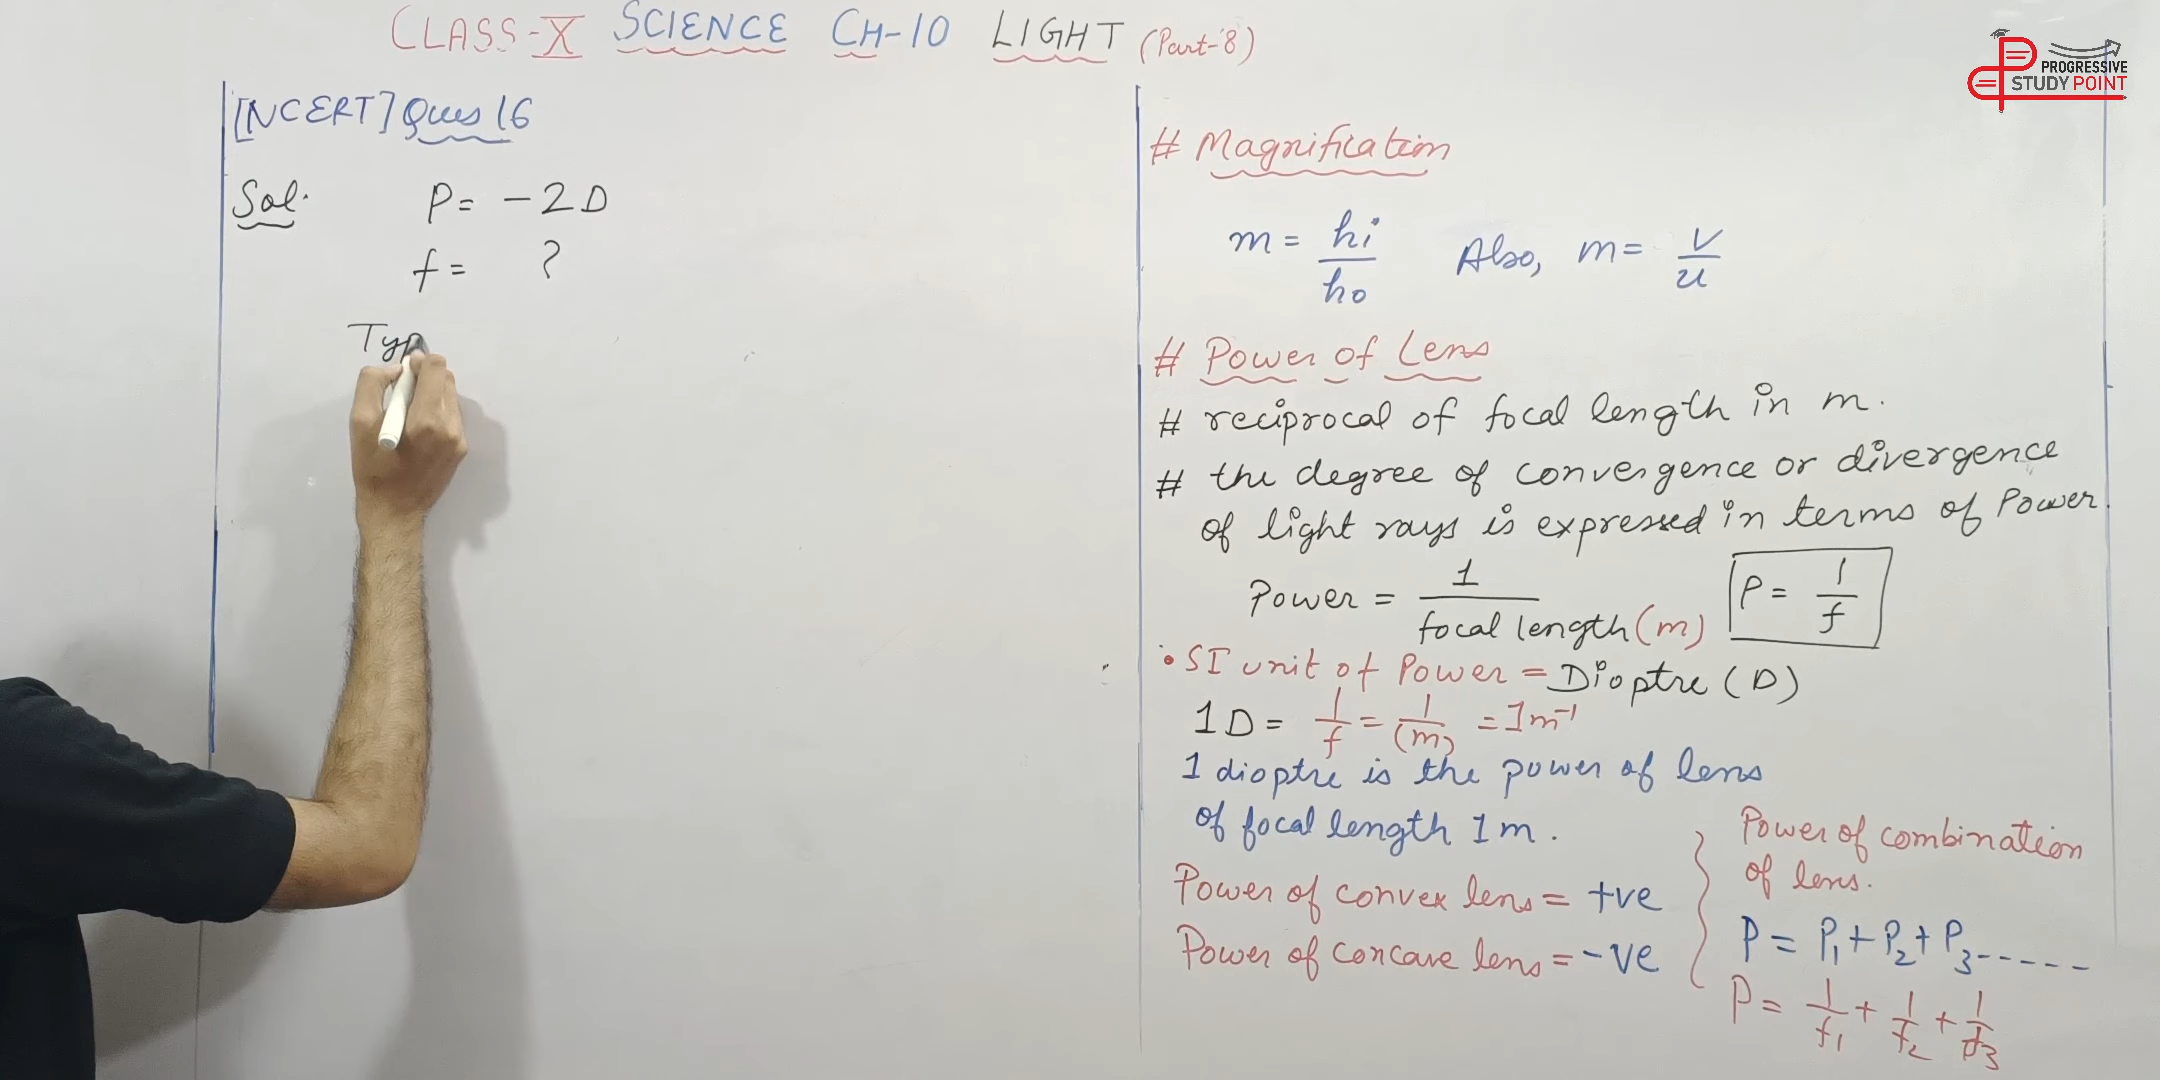 CLASS-X SCIENCE CH-10 LIGHT (Part-8)
PROGRESSIVE
STUDY POINT
[NCERT] Ques 16
Sol. P = -2D
f = ?
Typ
# Magnification
m = hi/ho Also, m = v/u
# Power of Lens
# reciprocal of focal length in m.
# the degree of convergence or divergence
of light rays is expressed in terms of Power.
Power = 1/focal length (m) P = 1/f
• SI unit of Power = Dioptre (D)
1D = 1/f = 1/(m) = 1m⁻¹
1 dioptre is the power of lens
of focal length 1m.
Power of convex lens = +ve
Power of concave lens = -ve
Power of combination
of lens.
P = P₁ + P₂ + P₃-----
P = 1/f₁ + 1/f₂ + 1/f₃